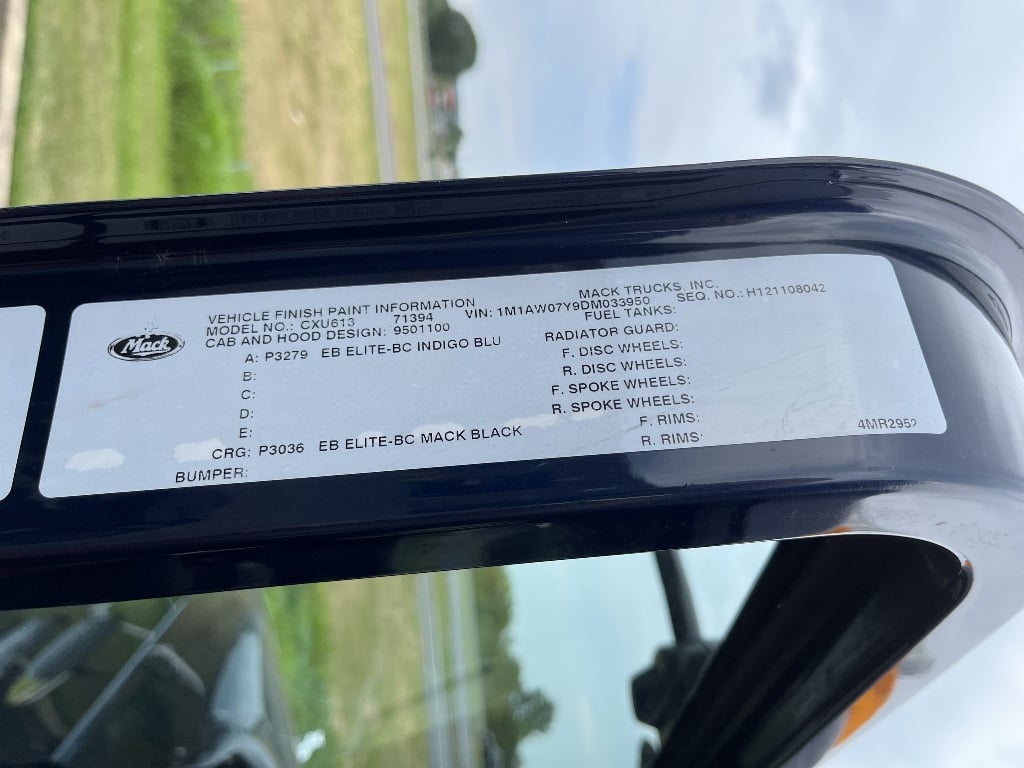 Mack
VEHICLE FINISH PAINT INFORMATION MACK TRUCKS, INC.
MODEL NO.: CXU613 71394 VIN: 1M1AW07Y9DM033950 SEQ. NO.: H121108042
CAB AND HOOD DESIGN: 9501100 FUEL TANKS:
A: P3279 EB ELITE-BC INDIGO BLU RADIATOR GUARD:
B: F. DISC WHEELS:
C: R. DISC WHEELS:
D: F. SPOKE WHEELS:
E: R. SPOKE WHEELS:
CRG: P3036 EB ELITE-BC MACK BLACK F. RIMS:
BUMPER: R. RIMS:
4MR2952